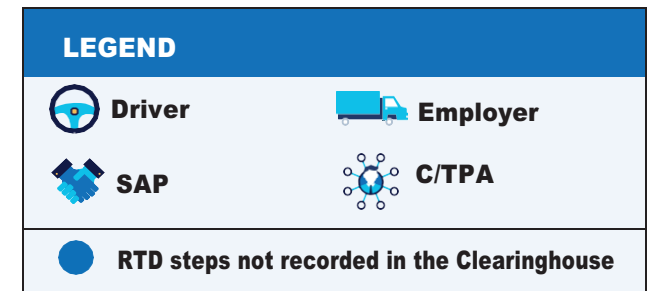 LEGEND
Driver
Employer
SAP
C/TPA
RTD steps not recorded in the Clearinghouse